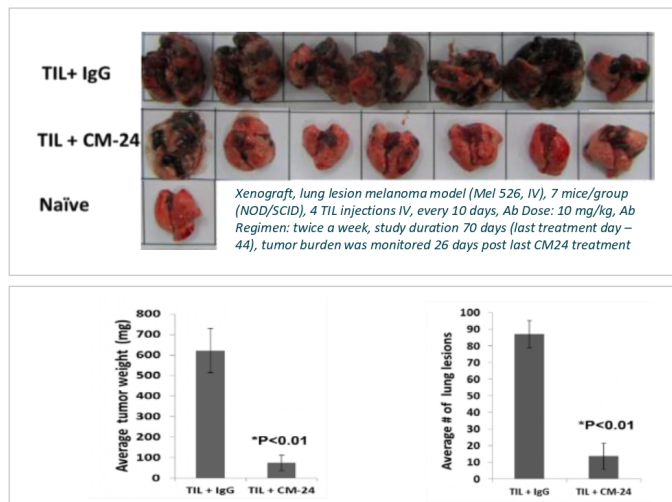 TIL+ IgG
TIL + CM-24
Naïve
Xenograft, lung lesion melanoma model (Mel 526, IV), 7 mice/group
(NOD/SCID), 4 TIL injections IV, every 10 days, Ab Dose: 10 mg/kg, Ab
Regimen: twice a week, study duration 70 days (last treatment day –
44), tumor burden was monitored 26 days post last CM24 treatment
Average tumor weight (mg)
800
700
600
500
400
300
200
100
0
*P<0.01
TIL + IgG
TIL + CM-24
Average # of lung lesions
100
90
80
70
60
50
40
30
20
10
0
*P<0.01
TIL + IgG
TIL + CM-24